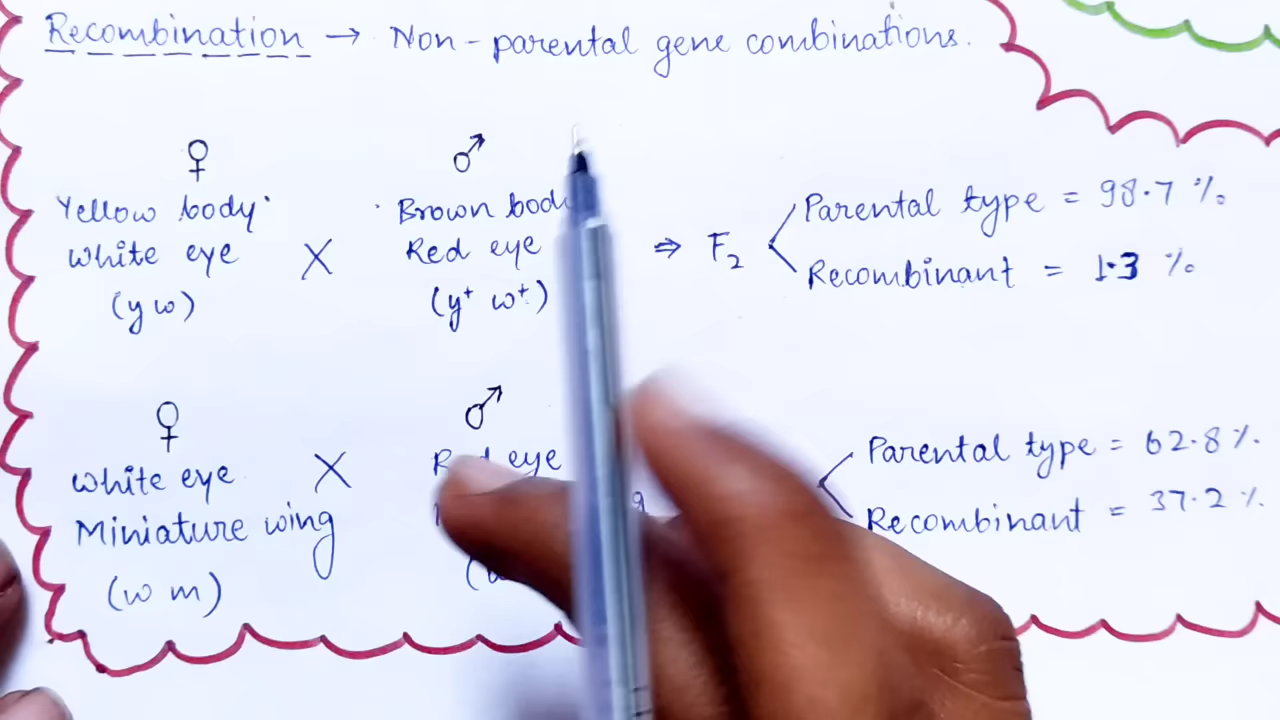 Recombination → Non-parental gene combinations.
♀ ♂
Yellow body Brown
White eye X Red eye ⇒ F2
(y w) (y+ w+)
Parental type = 98.7 %
Recombinant = 1.3 %
♀ ♂
White eye X eye
Miniature wing
(w m)
Parental type = 62.8 %
Recombinant = 37.2 %